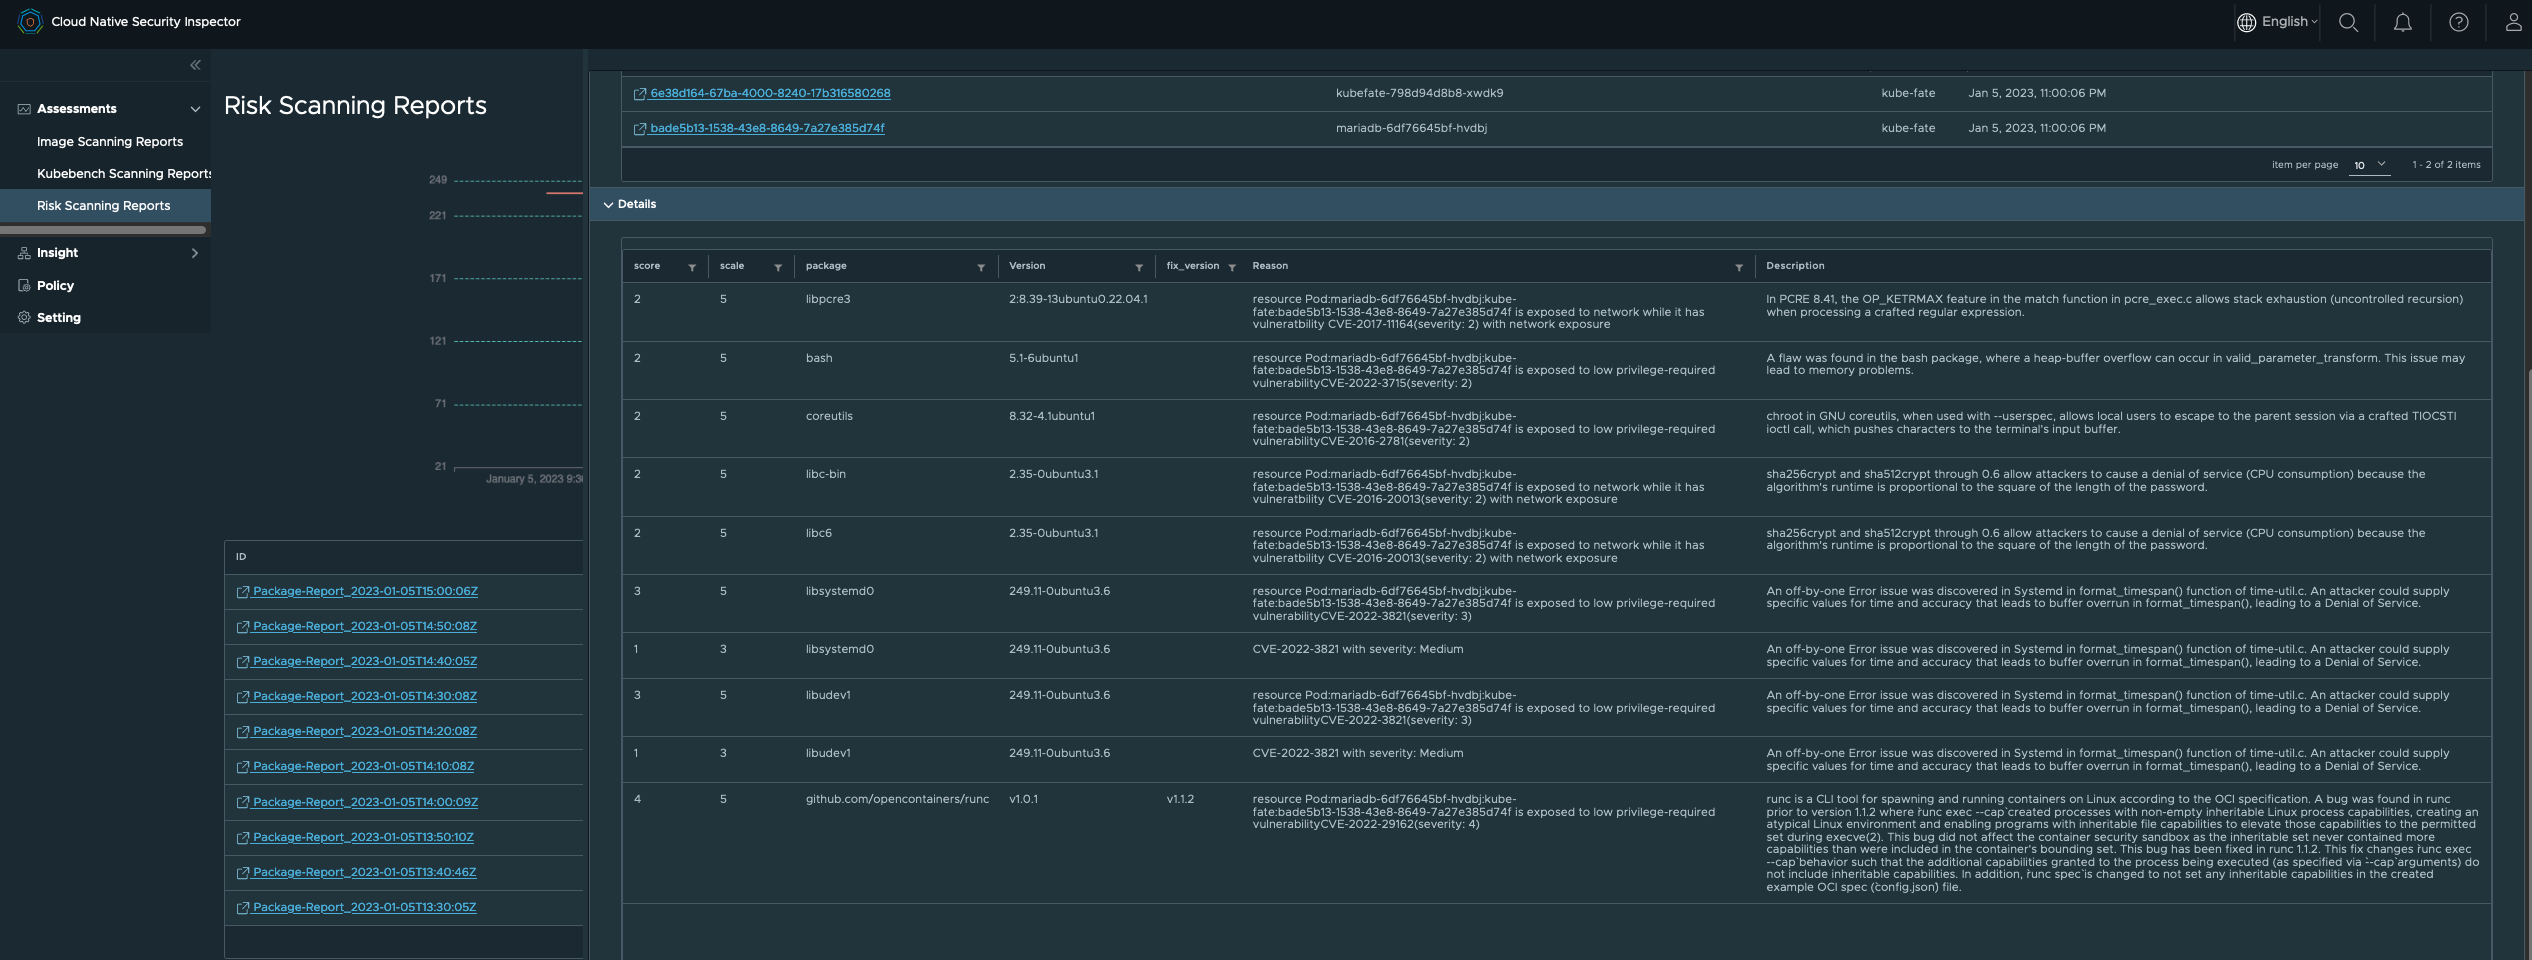 Cloud Native Security Inspector
English
Assessments
Image Scanning Reports
Kubebench Scanning Reports
Risk Scanning Reports
Insight
Policy
Setting
Risk Scanning Reports
249
221
171
121
71
21
January 5, 2023 9:30
ID
Package-Report_2023-01-05T15:00:06Z
Package-Report_2023-01-05T14:50:08Z
Package-Report_2023-01-05T14:40:05Z
Package-Report_2023-01-05T14:30:08Z
Package-Report_2023-01-05T14:20:08Z
Package-Report_2023-01-05T14:10:08Z
Package-Report_2023-01-05T14:00:09Z
Package-Report_2023-01-05T13:50:10Z
Package-Report_2023-01-05T13:40:46Z
Package-Report_2023-01-05T13:30:05Z
6e38d164-67ba-4000-8240-17b316580268 kubefate-798d94d8b8-xwdk9 kube-fate Jan 5, 2023, 11:00:06 PM
bade5b13-1538-43e8-8649-7a27e385d74f mariadb-6df76645bf-hvdbj kube-fate Jan 5, 2023, 11:00:06 PM
item per page 10 1 - 2 of 2 items
Details
score scale package Version fix_version Reason Description
2 5 libpcre3 2:8.39-13ubuntu0.22.04.1
resource Pod:mariadb-6df76645bf-hvdbj:kube-
fate:bade5b13-1538-43e8-8649-7a27e385d74f is exposed to network while it has
vulneratbility CVE-2017-11164(severity: 2) with network exposure
In PCRE 8.41, the OP_KETRMAX feature in the match function in pcre_exec.c allows stack exhaustion (uncontrolled recursion)
when processing a crafted regular expression.
2 5 bash 5.1-6ubuntu1
resource Pod:mariadb-6df76645bf-hvdbj:kube-
fate:bade5b13-1538-43e8-8649-7a27e385d74f is exposed to low privilege-required
vulnerabilityCVE-2022-3715(severity: 2)
A flaw was found in the bash package, where a heap-buffer overflow can occur in valid_parameter_transform. This issue may
lead to memory problems.
2 5 coreutils 8.32-4.1ubuntu1
resource Pod:mariadb-6df76645bf-hvdbj:kube-
fate:bade5b13-1538-43e8-8649-7a27e385d74f is exposed to low privilege-required
vulnerabilityCVE-2016-2781(severity: 2)
chroot in GNU coreutils, when used with --userspec, allows local users to escape to the parent session via a crafted TIOCSTI
ioctl call, which pushes characters to the terminal's input buffer.
2 5 libc-bin 2.35-0ubuntu3.1
resource Pod:mariadb-6df76645bf-hvdbj:kube-
fate:bade5b13-1538-43e8-8649-7a27e385d74f is exposed to network while it has
vulneratbility CVE-2016-20013(severity: 2) with network exposure
sha256crypt and sha512crypt through 0.6 allow attackers to cause a denial of service (CPU consumption) because the
algorithm's runtime is proportional to the square of the length of the password.
2 5 libc6 2.35-0ubuntu3.1
resource Pod:mariadb-6df76645bf-hvdbj:kube-
fate:bade5b13-1538-43e8-8649-7a27e385d74f is exposed to network while it has
vulneratbility CVE-2016-20013(severity: 2) with network exposure
sha256crypt and sha512crypt through 0.6 allow attackers to cause a denial of service (CPU consumption) because the
algorithm's runtime is proportional to the square of the length of the password.
3 5 libsystemd0 249.11-0ubuntu3.6
resource Pod:mariadb-6df76645bf-hvdbj:kube-
fate:bade5b13-1538-43e8-8649-7a27e385d74f is exposed to low privilege-required
vulnerabilityCVE-2022-3821(severity: 3)
An off-by-one Error issue was discovered in Systemd in format_timespan() function of time-util.c. An attacker could supply
specific values for time and accuracy that leads to buffer overrun in format_timespan(), leading to a Denial of Service.
1 3 libsystemd0 249.11-0ubuntu3.6 CVE-2022-3821 with severity: Medium
An off-by-one Error issue was discovered in Systemd in format_timespan() function of time-util.c. An attacker could supply
specific values for time and accuracy that leads to buffer overrun in format_timespan(), leading to a Denial of Service.
3 5 libudev1 249.11-0ubuntu3.6
resource Pod:mariadb-6df76645bf-hvdbj:kube-
fate:bade5b13-1538-43e8-8649-7a27e385d74f is exposed to low privilege-required
vulnerabilityCVE-2022-3821(severity: 3)
An off-by-one Error issue was discovered in Systemd in format_timespan() function of time-util.c. An attacker could supply
specific values for time and accuracy that leads to buffer overrun in format_timespan(), leading to a Denial of Service.
1 3 libudev1 249.11-0ubuntu3.6 CVE-2022-3821 with severity: Medium
An off-by-one Error issue was discovered in Systemd in format_timespan() function of time-util.c. An attacker could supply
specific values for time and accuracy that leads to buffer overrun in format_timespan(), leading to a Denial of Service.
4 5 github.com/opencontainers/runc v1.0.1 v1.1.2
resource Pod:mariadb-6df76645bf-hvdbj:kube-
fate:bade5b13-1538-43e8-8649-7a27e385d74f is exposed to low privilege-required
vulnerabilityCVE-2022-29162(severity: 4)
runc is a CLI tool for spawning and running containers on Linux according to the OCI specification. A bug was found in runc
prior to version 1.1.2 where `runc exec --cap` created processes with non-empty inheritable Linux process capabilities, creating an
atypical Linux environment and enabling programs with inheritable file capabilities to elevate those capabilities to the permitted
set during execve(2). This bug did not affect the container security sandbox as the inheritable set never contained more
capabilities than were included in the container's bounding set. This bug has been fixed in runc 1.1.2. This fix changes `runc exec
--cap` behavior such that the additional capabilities granted to the process being executed (as specified via `--cap` arguments) do
not include inheritable capabilities. In addition, `runc spec` is changed to not set any inheritable capabilities in the created
example OCI spec (`config.json`) file.